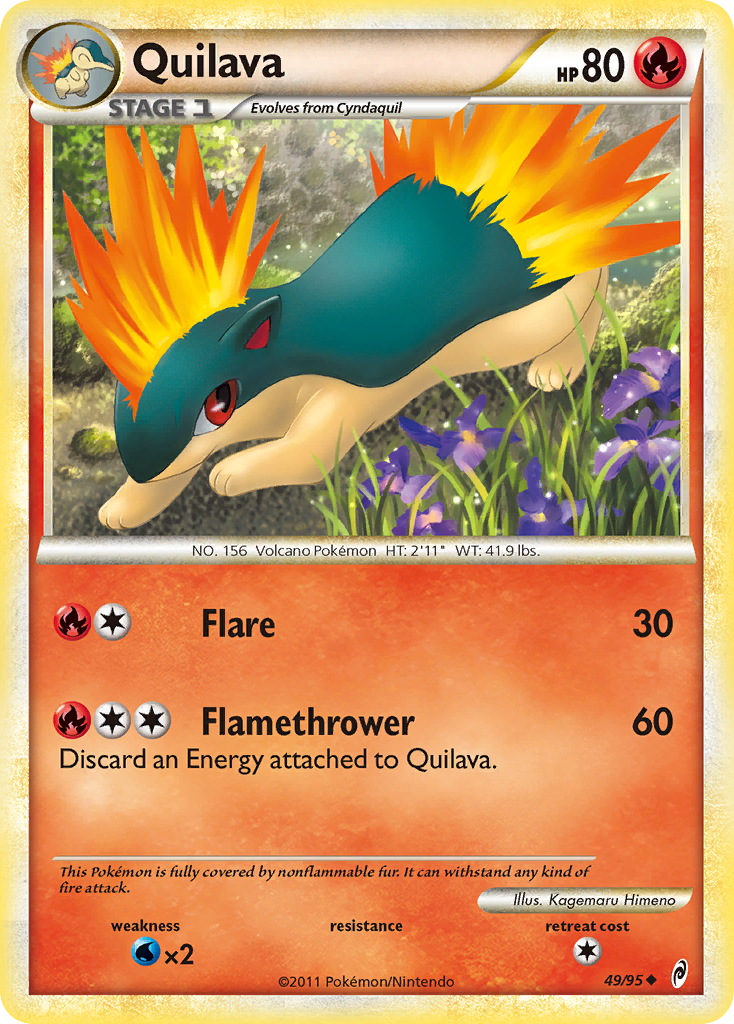 Quilava
HP 80
STAGE 1
Evolves from Cyndaquil
NO. 156 Volcano Pokémon HT: 2'11" WT: 41.9 lbs.
Flare 30
Flamethrower 60
Discard an Energy attached to Quilava.
This Pokémon is fully covered by nonflammable fur. It can withstand any kind of
fire attack.
Illus. Kagemaru Himeno
weakness resistance retreat cost
×2
©2011 Pokémon/Nintendo
49/95